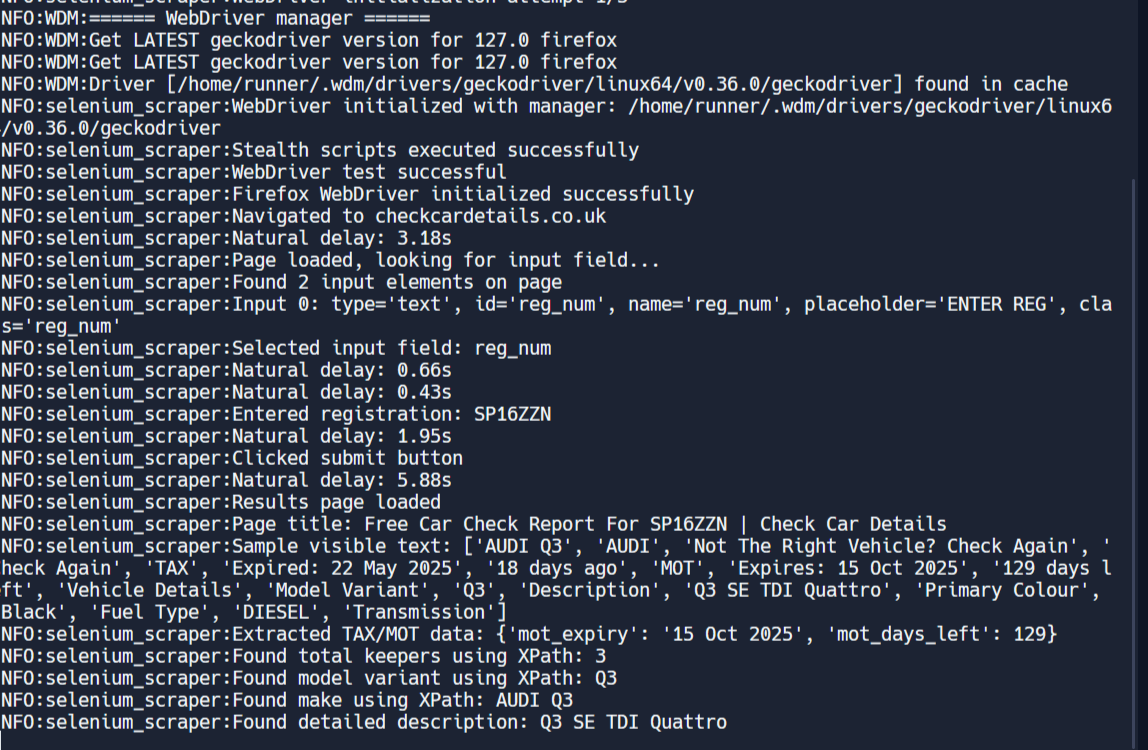 NFO:selenium_scraper:WebDriver initialization attempt 1/3
NFO:WDM:====== WebDriver manager ======
NFO:WDM:Get LATEST geckodriver version for 127.0 firefox
NFO:WDM:Get LATEST geckodriver version for 127.0 firefox
NFO:WDM:Driver [/home/runner/.wdm/drivers/geckodriver/linux64/v0.36.0/geckodriver] found in cache
NFO:selenium_scraper:WebDriver initialized with manager: /home/runner/.wdm/drivers/geckodriver/linux6
/v0.36.0/geckodriver
NFO:selenium_scraper:Stealth scripts executed successfully
NFO:selenium_scraper:WebDriver test successful
NFO:selenium_scraper:Firefox WebDriver initialized successfully
NFO:selenium_scraper:Navigated to checkcardetails.co.uk
NFO:selenium_scraper:Natural delay: 3.18s
NFO:selenium_scraper:Page loaded, looking for input field...
NFO:selenium_scraper:Found 2 input elements on page
NFO:selenium_scraper:Input 0: type='text', id='reg_num', name='reg_num', placeholder='ENTER REG', cla
s='reg_num'
NFO:selenium_scraper:Selected input field: reg_num
NFO:selenium_scraper:Natural delay: 0.66s
NFO:selenium_scraper:Natural delay: 0.43s
NFO:selenium_scraper:Entered registration: SP16ZZN
NFO:selenium_scraper:Natural delay: 1.95s
NFO:selenium_scraper:Clicked submit button
NFO:selenium_scraper:Natural delay: 5.88s
NFO:selenium_scraper:Results page loaded
NFO:selenium_scraper:Page title: Free Car Check Report For SP16ZZN | Check Car Details
NFO:selenium_scraper:Sample visible text: ['AUDI Q3', 'AUDI', 'Not The Right Vehicle? Check Again', '
heck Again', 'TAX', 'Expired: 22 May 2025', '18 days ago', 'MOT', 'Expires: 15 Oct 2025', '129 days l
ft', 'Vehicle Details', 'Model Variant', 'Q3', 'Description', 'Q3 SE TDI Quattro', 'Primary Colour',
Black', 'Fuel Type', 'DIESEL', 'Transmission']
NFO:selenium_scraper:Extracted TAX/MOT data: {'mot_expiry': '15 Oct 2025', 'mot_days_left': 129}
NFO:selenium_scraper:Found total keepers using XPath: 3
NFO:selenium_scraper:Found model variant using XPath: Q3
NFO:selenium_scraper:Found make using XPath: AUDI Q3
NFO:selenium_scraper:Found detailed description: Q3 SE TDI Quattro